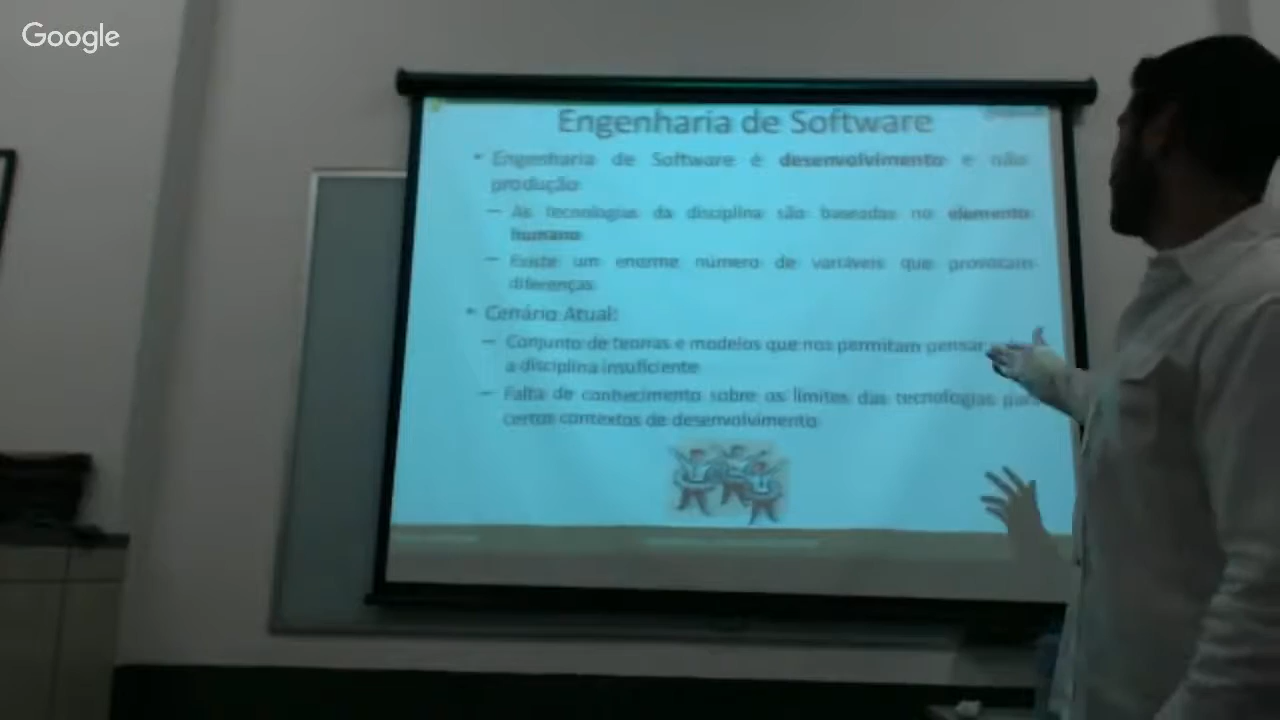 Google
Engenharia de Software
• Engenharia de Software é desenvolvimento e não
produção
– As tecnologias da disciplina são baseadas no elemento
humano
– Existe um enorme número de variáveis que provocam
diferenças
• Cenário Atual:
– Conjunto de teorias e modelos que nos permitam pensar
a disciplina insuficiente
– Falta de conhecimento sobre os limites das tecnologias para
certos contextos de desenvolvimento